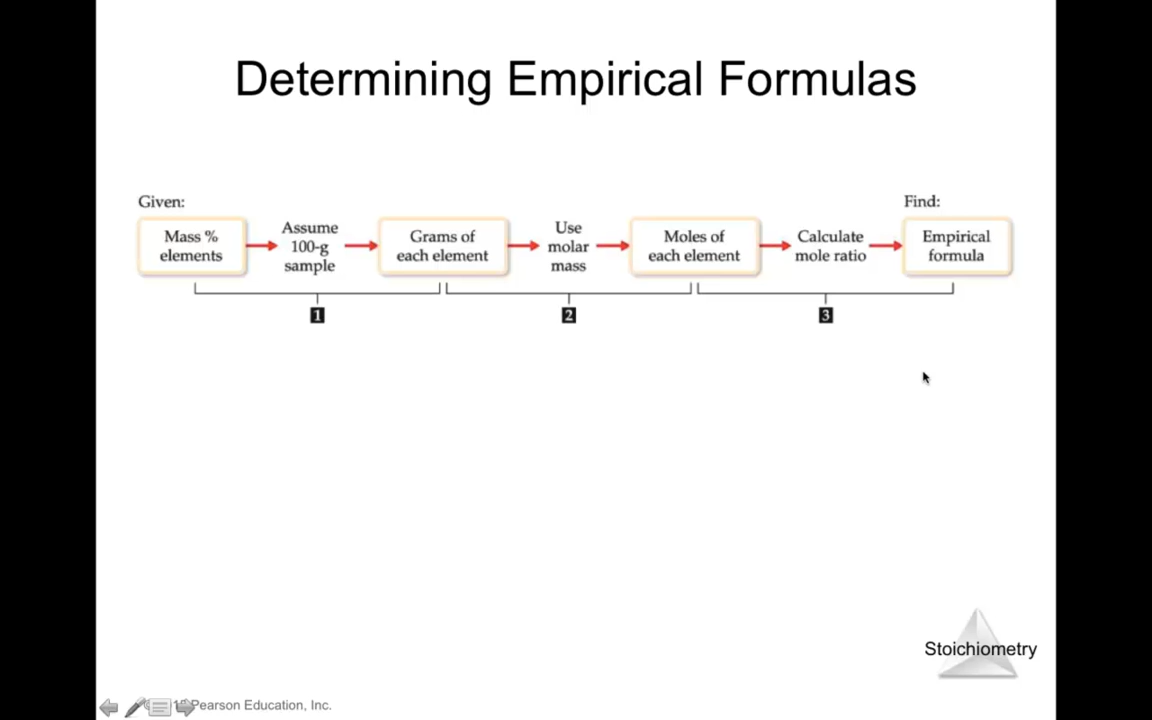 Determining Empirical Formulas
Given:
Find:
Mass %
elements
Assume
100-g
sample
Grams of
each element
Use
molar
mass
Moles of
each element
Calculate
mole ratio
Empirical
formula
1
2
3
Stoichiometry
Pearson Education, Inc.